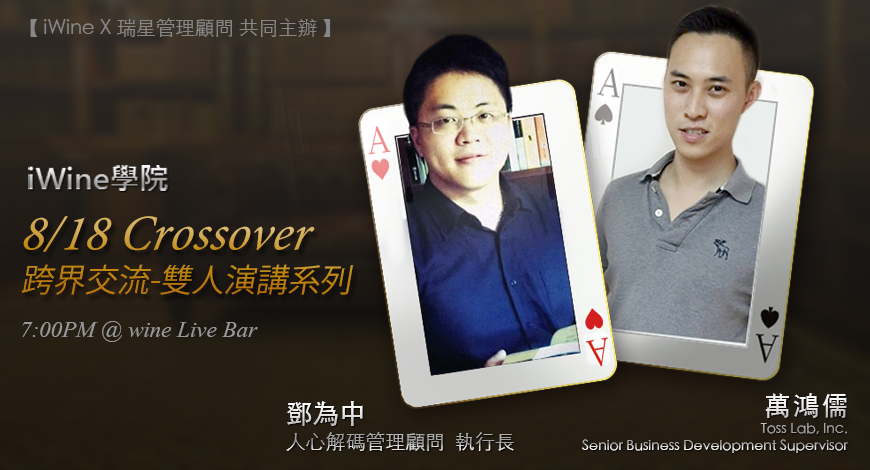 【 iWine X 瑞星管理顧問 共同主辦 】
iWine學院
8/18 Crossover
跨界交流-雙人演講系列
7:00PM @ wine Live Bar
A
A
A
A
鄧為中
人心解碼管理顧問 執行長
萬鴻儒
Toss Lab, Inc.
Senior Business Development Supervisor